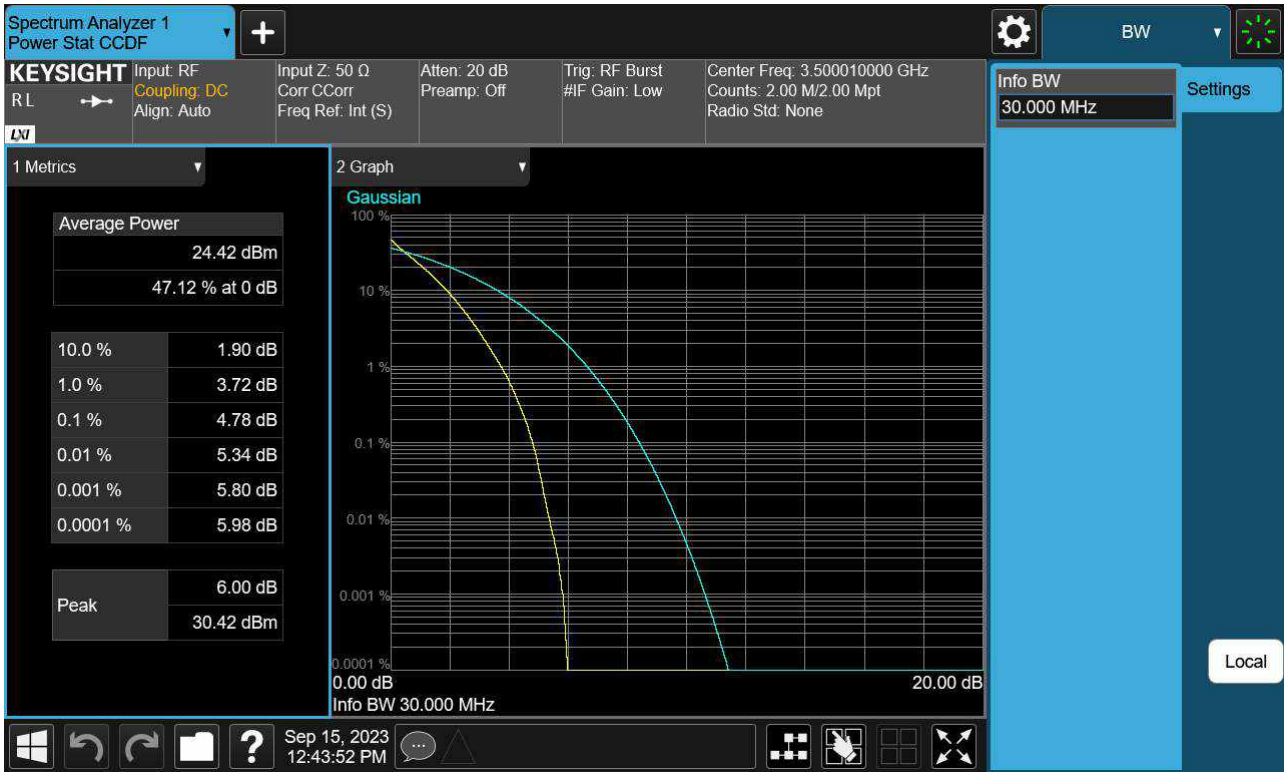 Spectrum Analyzer 1
Power Stat CCDF
+
BW
KEYSIGHT
RL
LXI
Input: RF
Coupling: DC
Align: Auto
Input Z: 50 Ω
Corr CCorr
Freq Ref: Int (S)
Atten: 20 dB
Preamp: Off
Trig: RF Burst
#IF Gain: Low
Center Freq: 3.500010000 GHz
Counts: 2.00 M/2.00 Mpt
Radio Std: None
Info BW
30.000 MHz
Settings
1 Metrics
Average Power
24.42 dBm
47.12 % at 0 dB
10.0 % 1.90 dB
1.0 % 3.72 dB
0.1 % 4.78 dB
0.01 % 5.34 dB
0.001 % 5.80 dB
0.0001 % 5.98 dB
Peak
6.00 dB
30.42 dBm
2 Graph
Gaussian
100 %
10 %
1 %
0.1 %
0.01 %
0.001 %
0.0001 %
0.00 dB 20.00 dB
Info BW 30.000 MHz
Local
?
Sep 15, 2023
12:43:52 PM